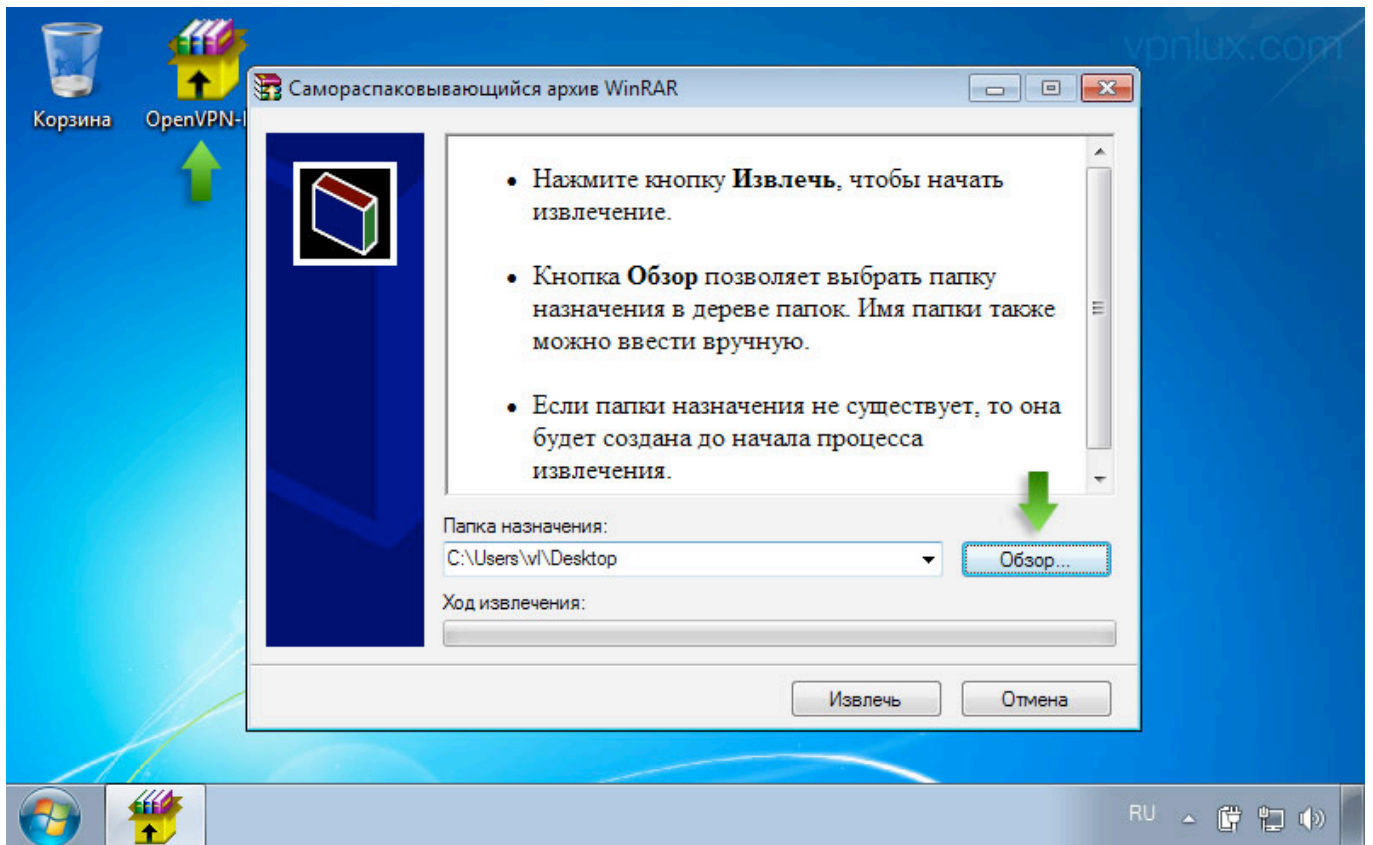 vpnlux.com
Самораспаковывающийся архив WinRAR
Корзина
OpenVPN-
Нажмите кнопку Извлечь, чтобы начать
извлечение.
Кнопка Обзор позволяет выбрать папку
назначения в дереве папок. Имя папки также
можно ввести вручную.
Если папки назначения не существует, то она
будет создана до начала процесса
извлечения.
Папка назначения:
C:\Users\vl\Desktop
Обзор...
Ход извлечения:
Извлечь
Отмена
RU